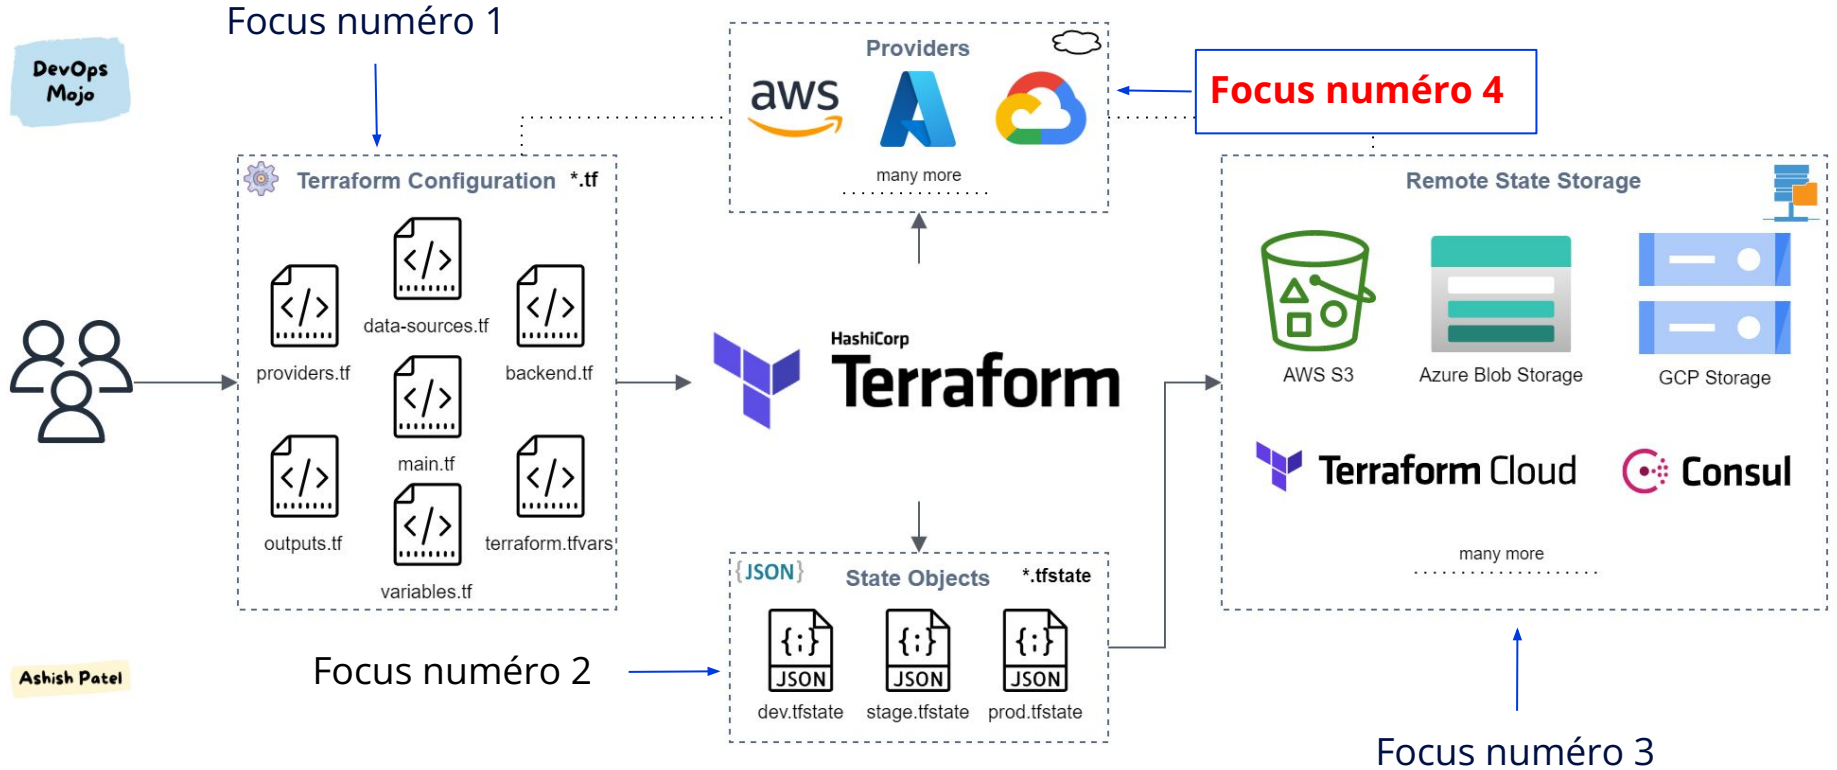 Focus numéro 1
DevOps
Mojo
Providers
aws
many more
Focus numéro 4
Terraform Configuration *.tf
data-sources.tf
providers.tf
backend.tf
main.tf
outputs.tf
terraform.tfvars
variables.tf
HashiCorp
Terraform
Remote State Storage
AWS S3
Azure Blob Storage
GCP Storage
Terraform Cloud
Consul
many more
{JSON}
State Objects *.tfstate
{;}
{;}
{;}
JSON
JSON
JSON
dev.tfstate
stage.tfstate
prod.tfstate
Focus numéro 2
Ashish Patel
Focus numéro 3